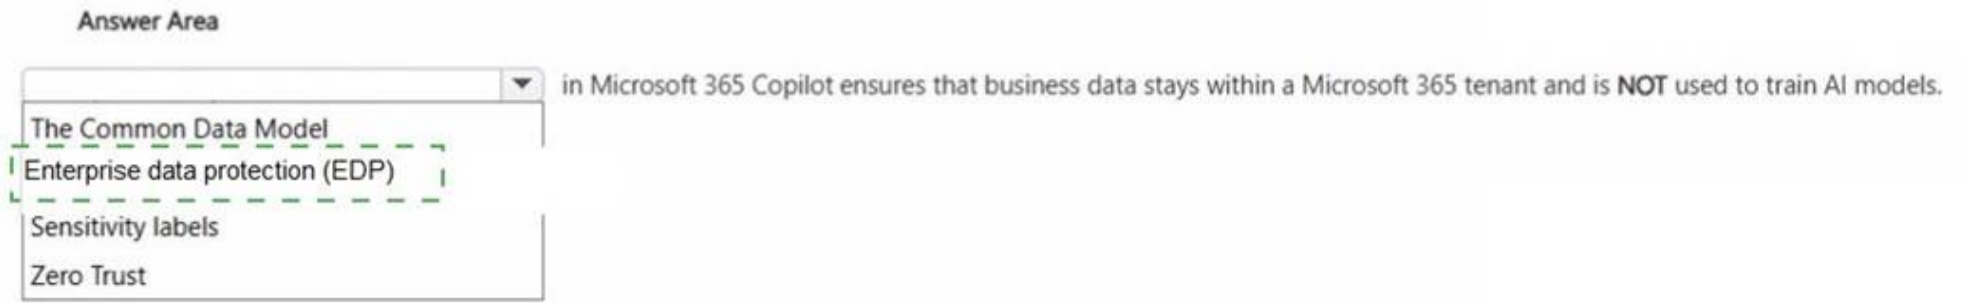 Answer Area
in Microsoft 365 Copilot ensures that business data stays within a Microsoft 365 tenant and is NOT used to train AI models.
The Common Data Model
Enterprise data protection (EDP)
Sensitivity labels
Zero Trust